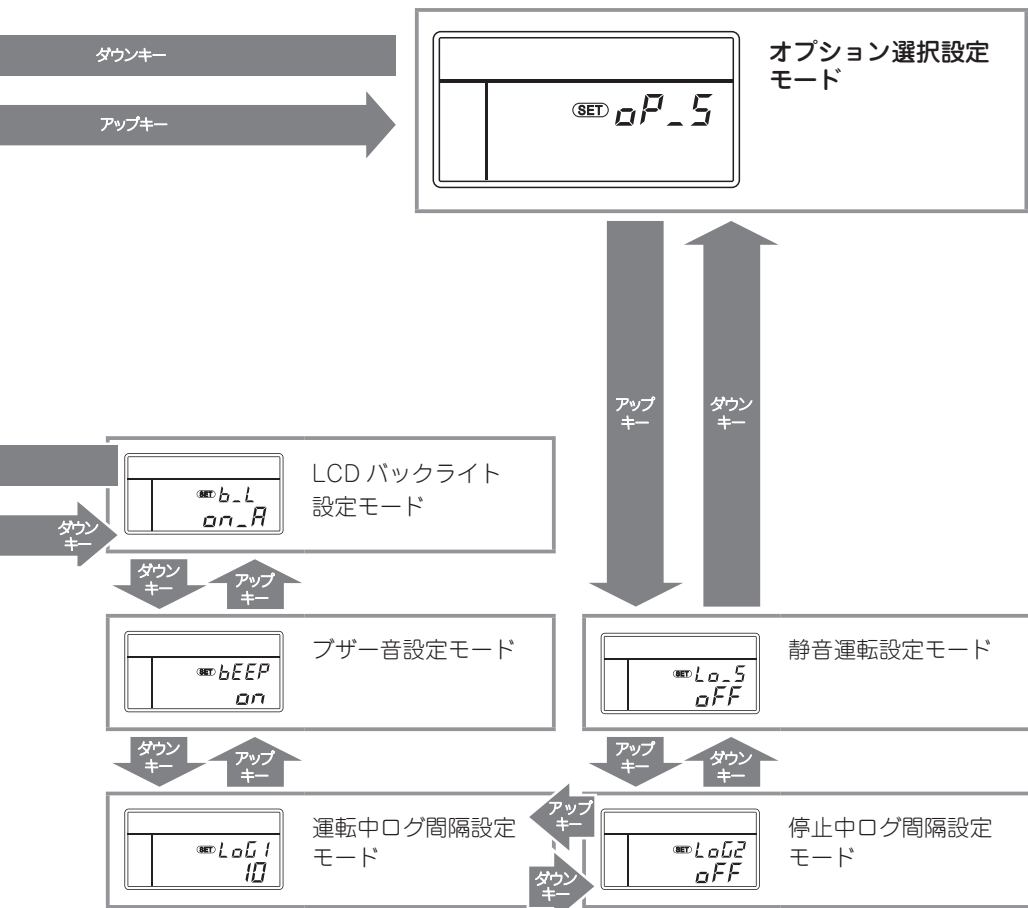 ダウンキー
アップキー
SET oP_S
オプション選択設定
モード
アップ
キー
ダウン
キー
ダウン
キー
SET b_L
on_A
LCD バックライト
設定モード
ダウン
キー
アップ
キー
SET bEEP
on
ブザー音設定モード
SET Lo_S
oFF
静音運転設定モード
ダウン
キー
アップ
キー
アップ
キー
ダウン
キー
SET LoG1
10
運転中ログ間隔設定
モード
アップ
キー
ダウン
キー
SET LoG2
oFF
停止中ログ間隔設定
モード